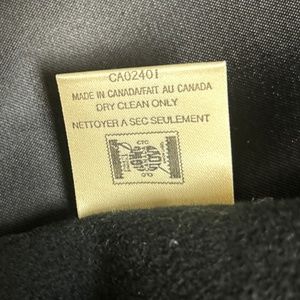 CA02401
MADE IN CANADA/FAIT AU CANADA
DRY CLEAN ONLY
NETTOYER A SEC SEULEMENT